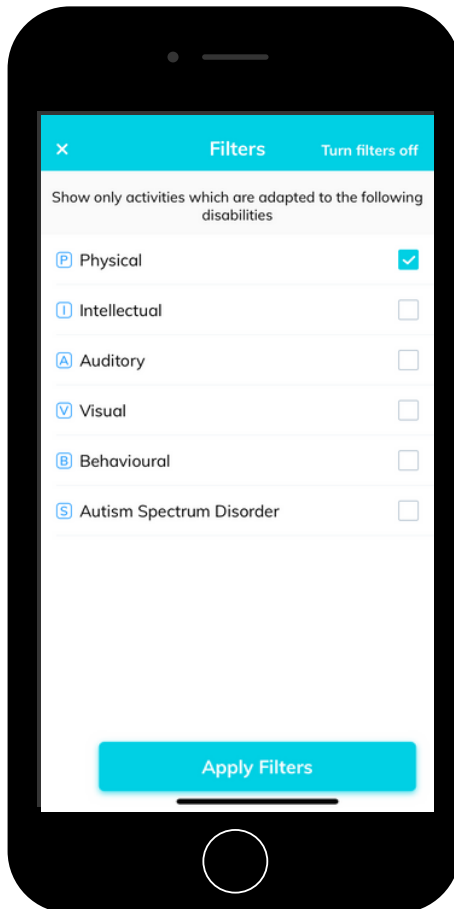 × Filters Turn filters off
Show only activities which are adapted to the following
disabilities
P Physical
I Intellectual
A Auditory
V Visual
B Behavioural
S Autism Spectrum Disorder
Apply Filters